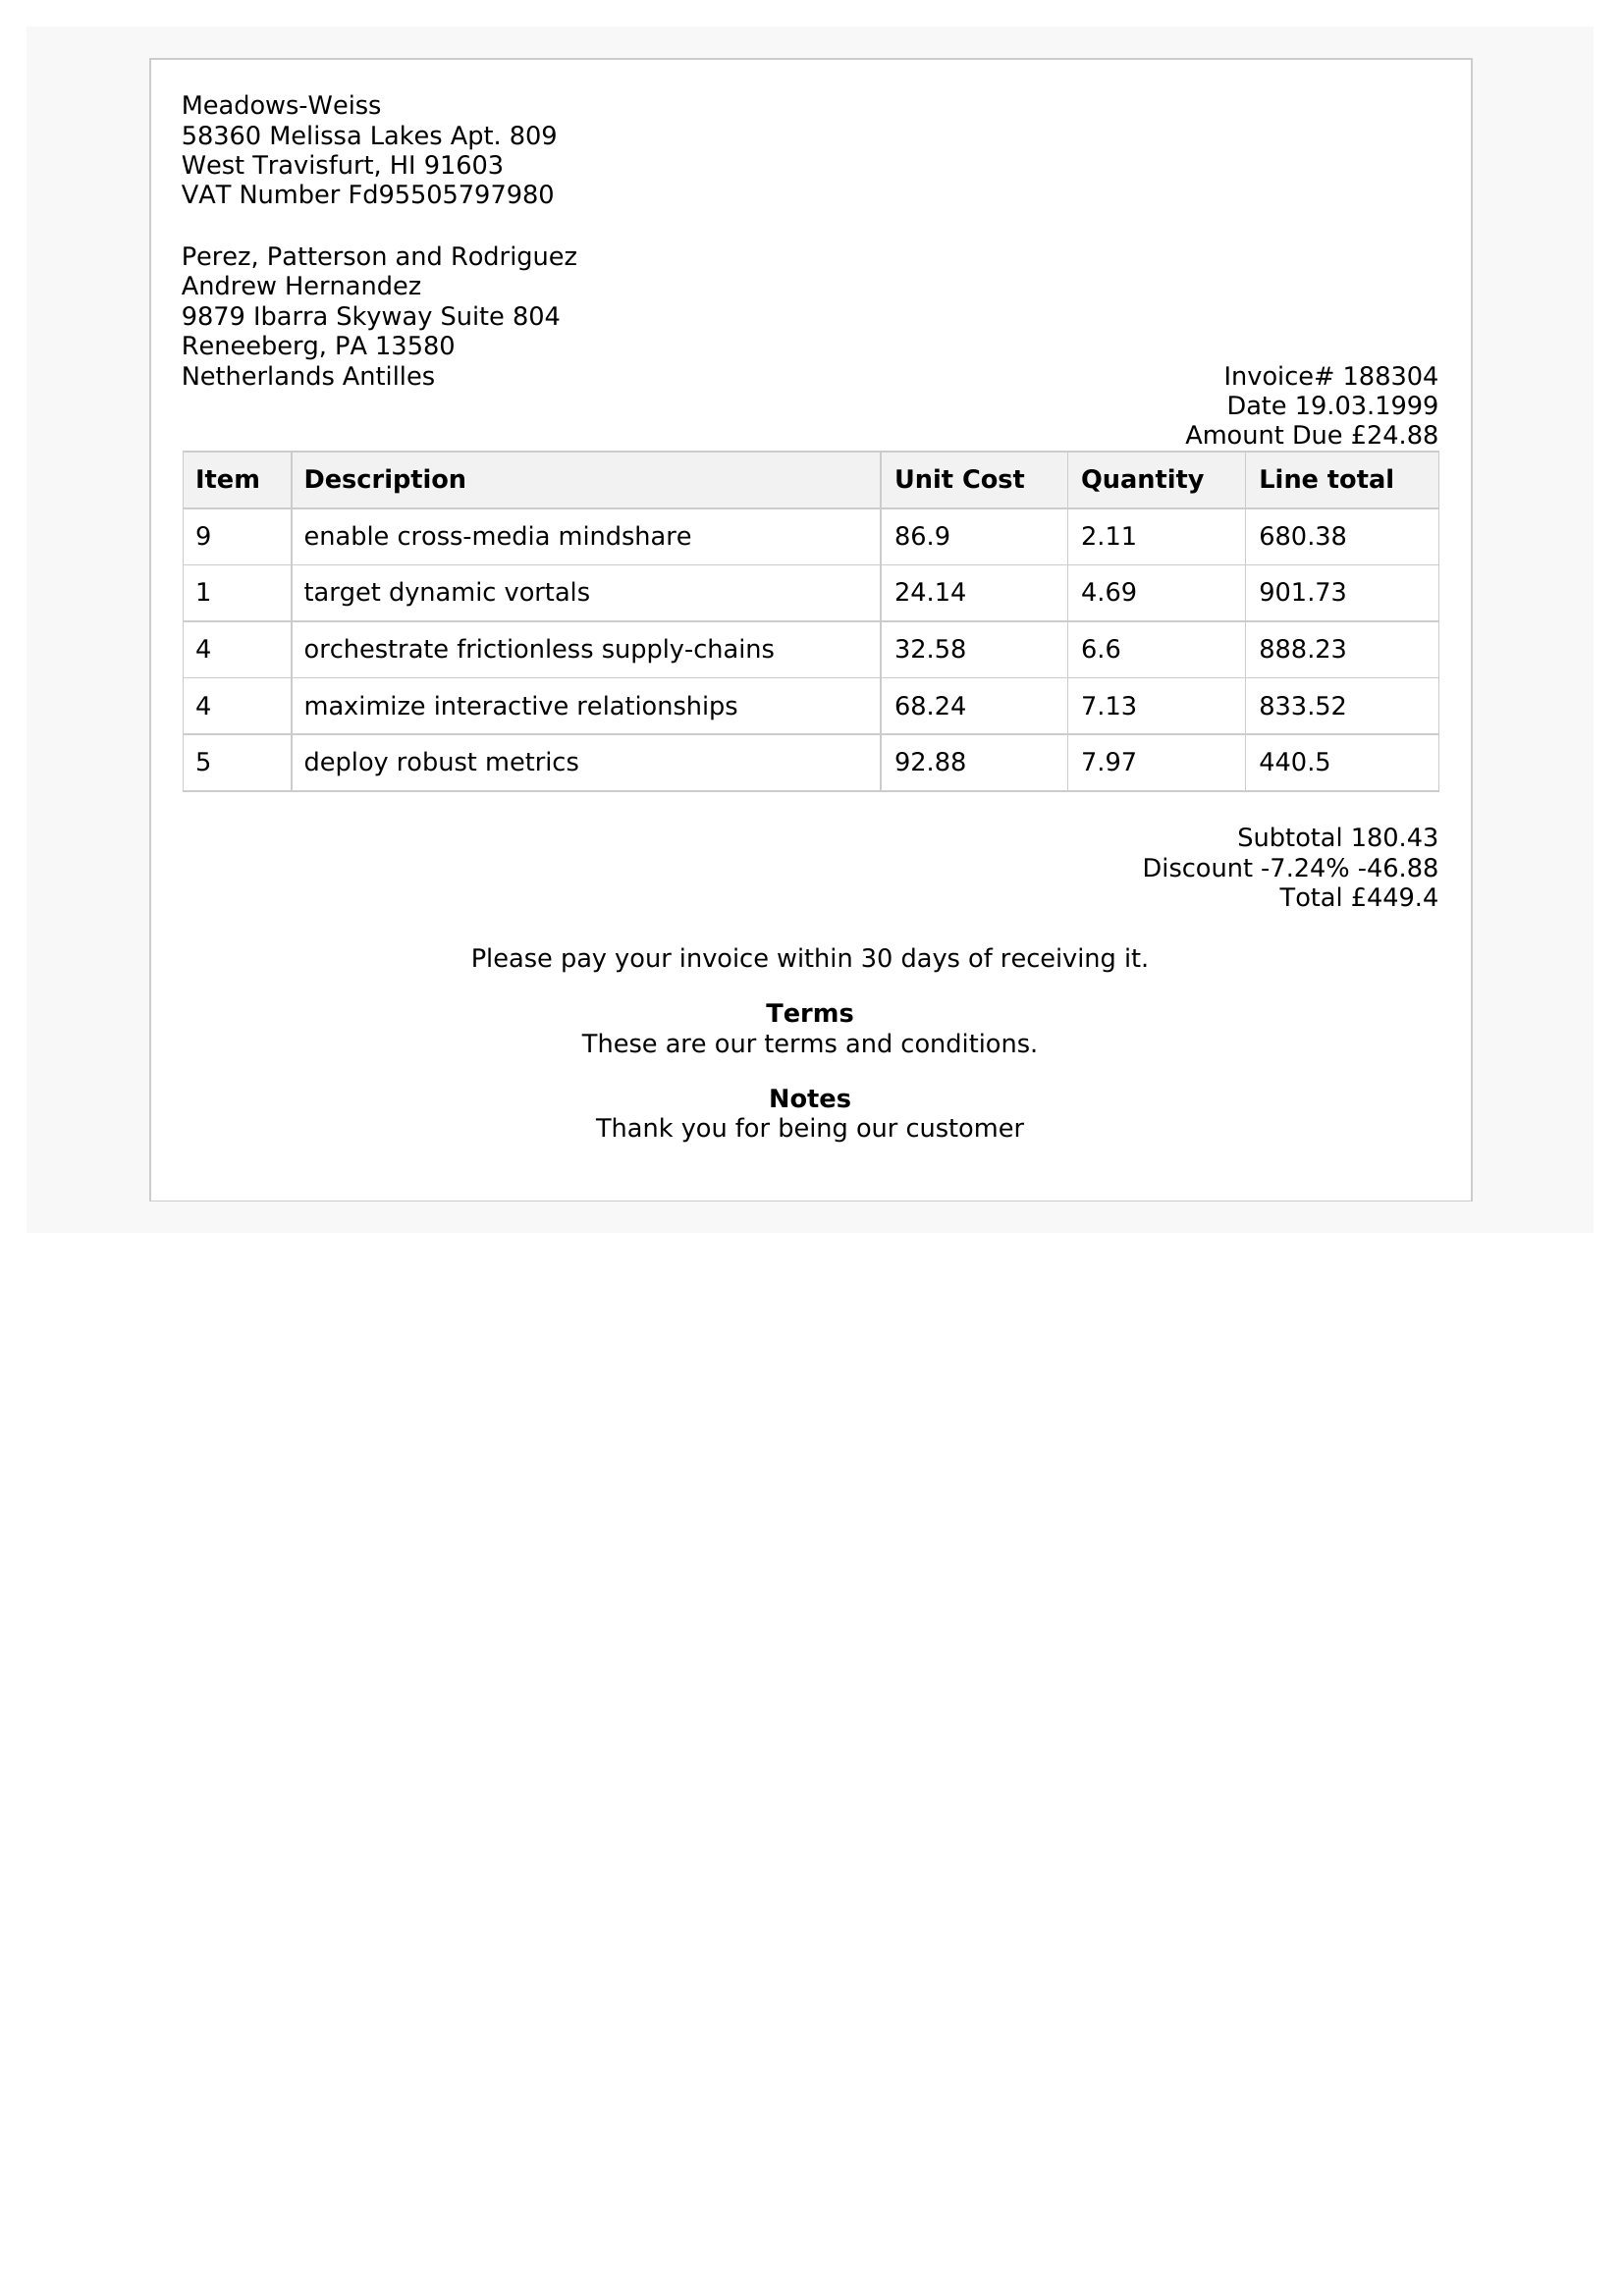 Meadows-Weiss
58360 Melissa Lakes Apt. 809
West Travisfurt, HI 91603
VAT Number Fd95505797980
Perez, Patterson and Rodriguez
Andrew Hernandez
9879 Ibarra Skyway Suite 804
Reneeberg, PA 13580
Netherlands Antilles
Invoice# 188304
Date 19.03.1999
Amount Due £24.88
Item Description Unit Cost Quantity Line total
9 enable cross-media mindshare 86.9 2.11 680.38
1 target dynamic vortals 24.14 4.69 901.73
4 orchestrate frictionless supply-chains 32.58 6.6 888.23
4 maximize interactive relationships 68.24 7.13 833.52
5 deploy robust metrics 92.88 7.97 440.5
Subtotal 180.43
Discount -7.24% -46.88
Total £449.4
Please pay your invoice within 30 days of receiving it.
Terms
These are our terms and conditions.
Notes
Thank you for being our customer